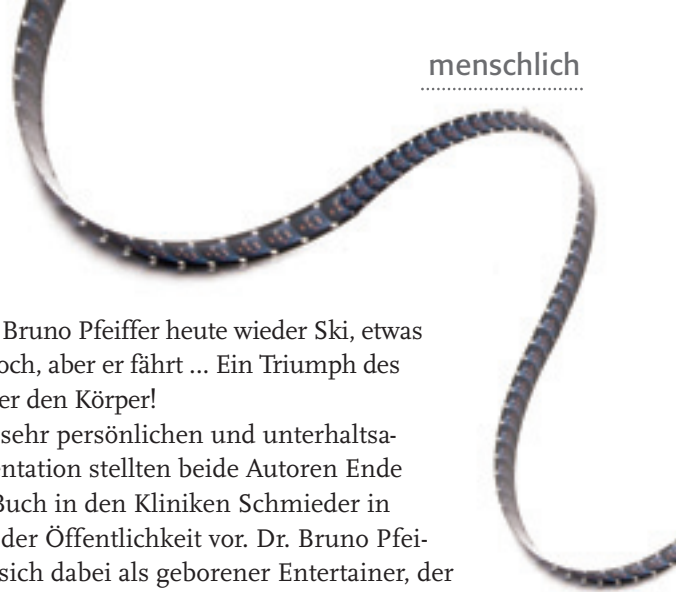 menschlich
Bruno Pfeiffer heute wieder Ski, etwas
och, aber er fährt ... Ein Triumph des
er den Körper!
sehr persönlichen und unterhaltsa-
entation stellten beide Autoren Ende
Buch in den Kliniken Schmieder in
der Öffentlichkeit vor. Dr. Bruno Pfei-
sich dabei als geborener Entertainer, der